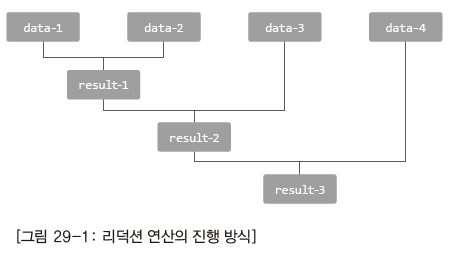 data-1 data-2 data-3 data-4
result-1
result-2
result-3
[그림 29-1: 리덕션 연산의 진행 방식]